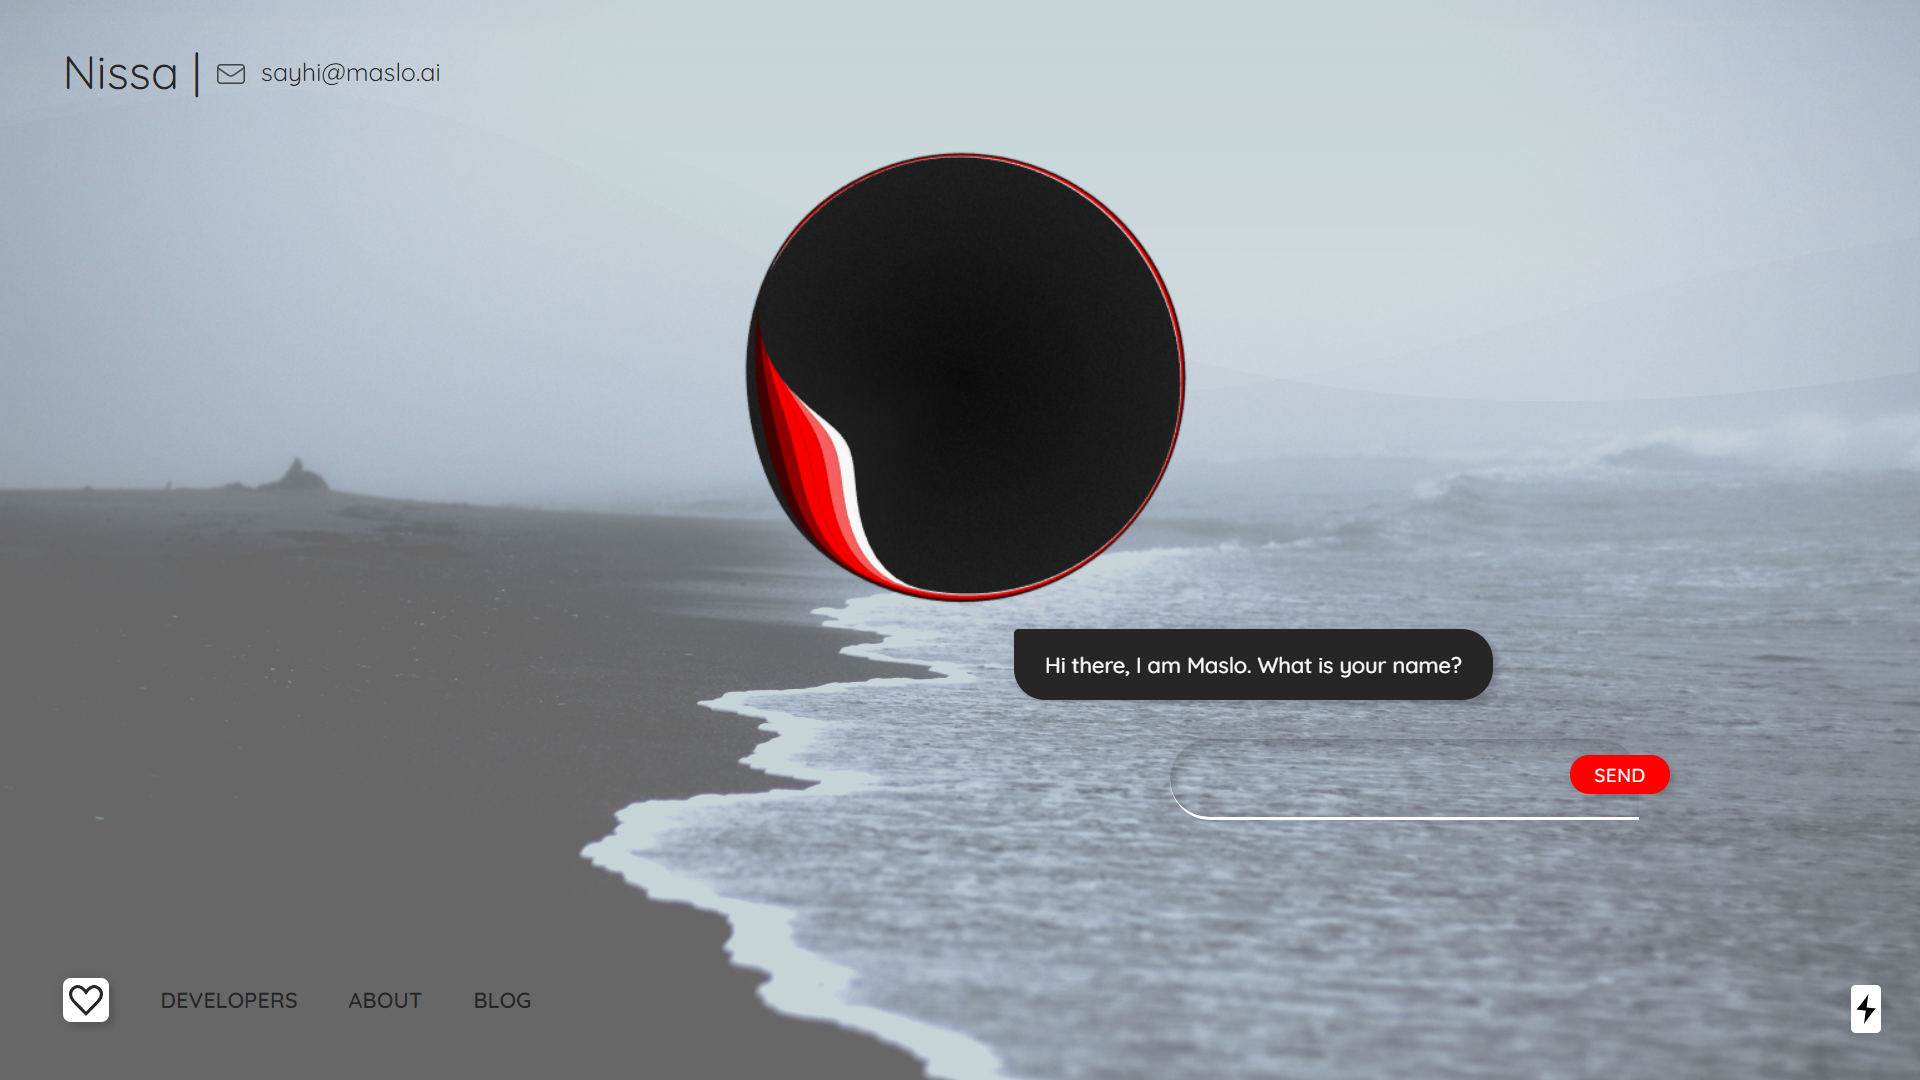 Nissa | sayhi@maslo.ai
Hi there, I am Maslo. What is your name?
SEND
DEVELOPERS ABOUT BLOG